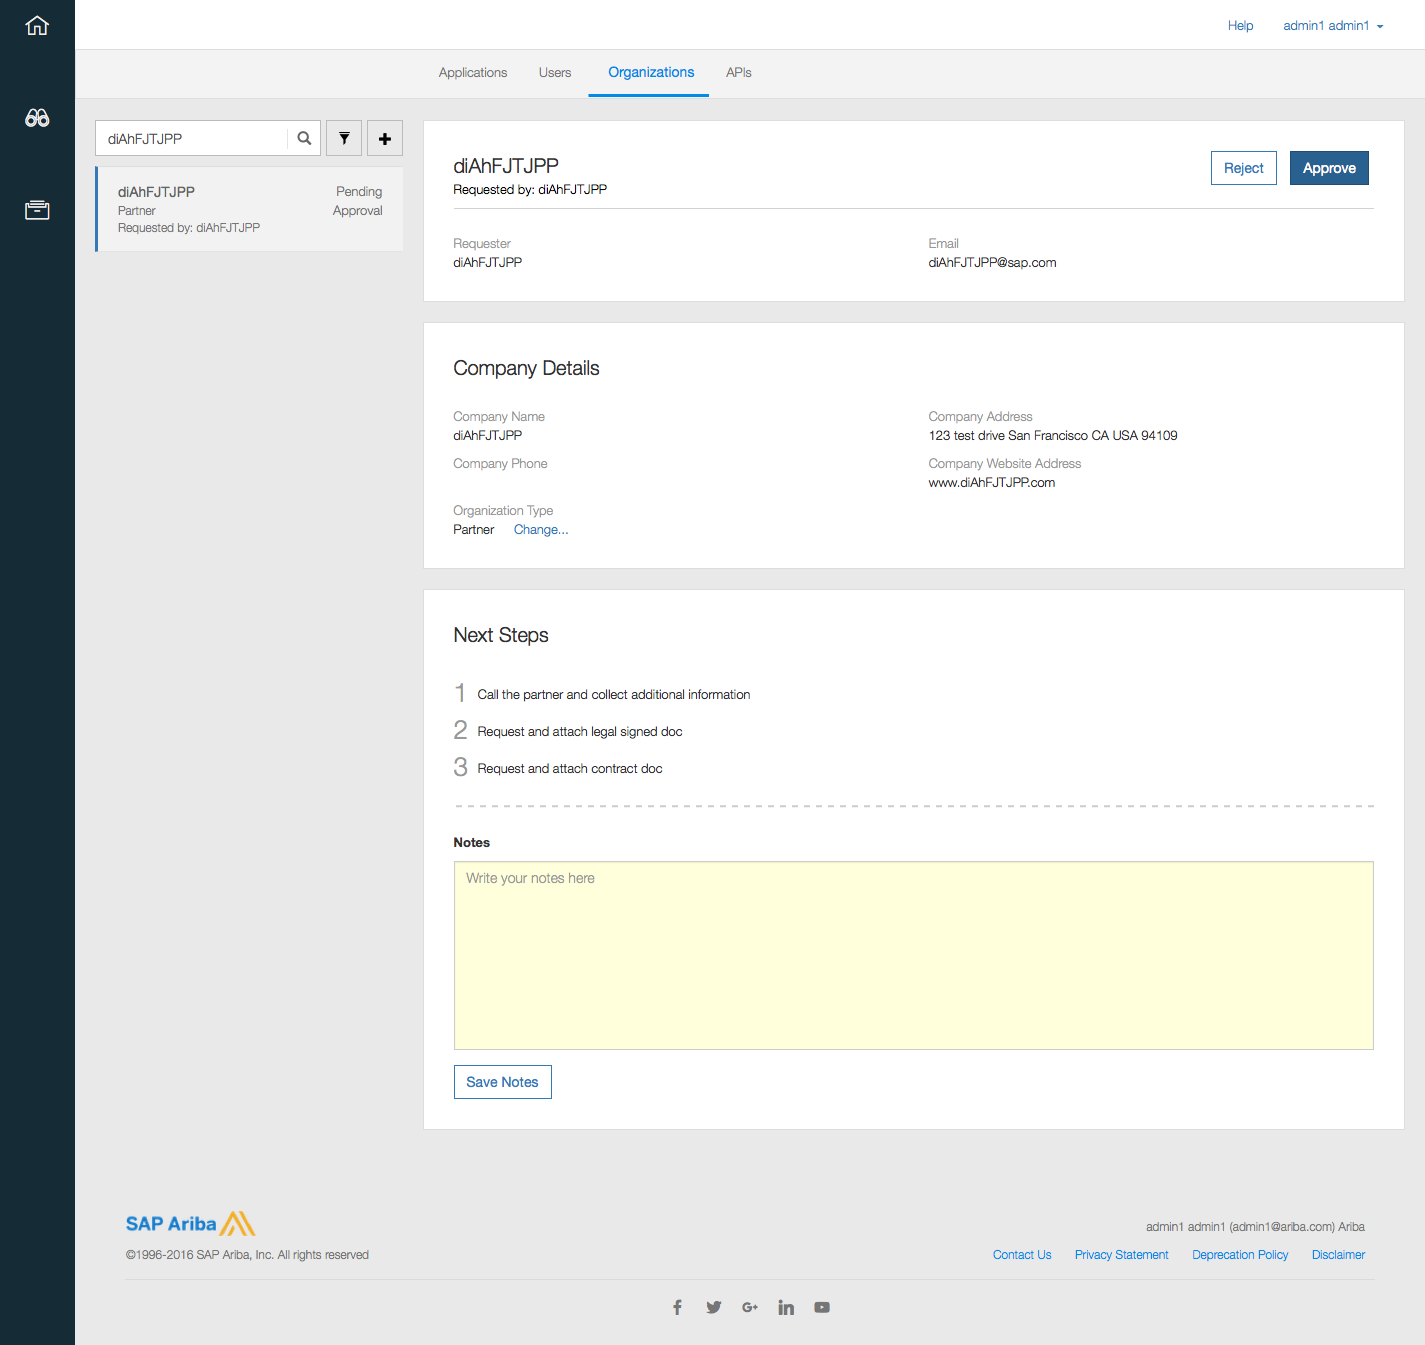 Help admin1 admin1
Applications Users Organizations APIs
diAhFJTJPP
diAhFJTJPP Pending
Partner Approval
Requested by: diAhFJTJPP
diAhFJTJPP
Requested by: diAhFJTJPP
Reject Approve
Requester Email
diAhFJTJPP diAhFJTJPP@sap.com
Company Details
Company Name Company Address
diAhFJTJPP 123 test drive San Francisco CA USA 94109
Company Phone Company Website Address
www.diAhFJTJPP.com
Organization Type
Partner Change...
Next Steps
1 Call the partner and collect additional information
2 Request and attach legal signed doc
3 Request and attach contract doc
Notes
Write your notes here
Save Notes
SAP Ariba
admin1 admin1 (admin1@ariba.com) Ariba
©1996-2016 SAP Ariba, Inc. All rights reserved
Contact Us Privacy Statement Deprecation Policy Disclaimer